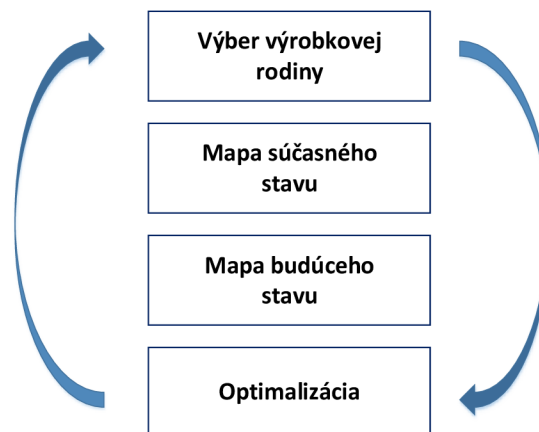 Výber výrobkovej
rodiny
Mapa súčasného
stavu
Mapa budúceho
stavu
Optimalizácia